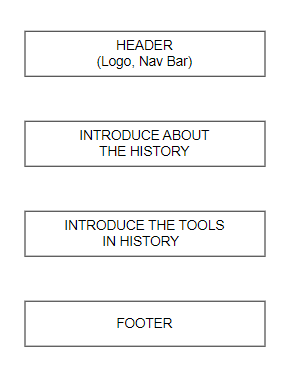 HEADER
(Logo, Nav Bar)
INTRODUCE ABOUT
THE HISTORY
INTRODUCE THE TOOLS
IN HISTORY
FOOTER